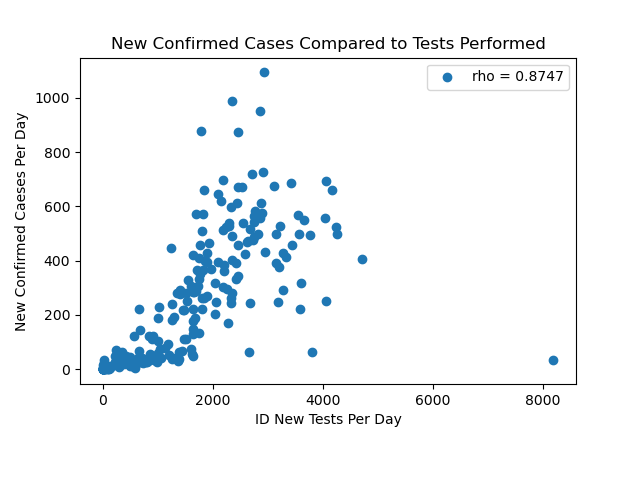 New Confirmed Cases Compared to Tests Performed
rho = 0.8747
1000
800
600
400
200
0
New Confirmed Caeses Per Day
0 2000 4000 6000 8000
ID New Tests Per Day